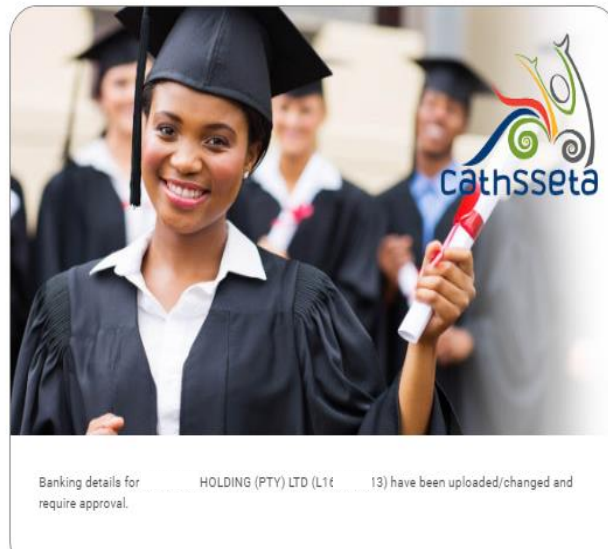 cathsseta
Banking details for HOLDING (PTY) LTD (L16 13) have been uploaded/changed and
require approval.